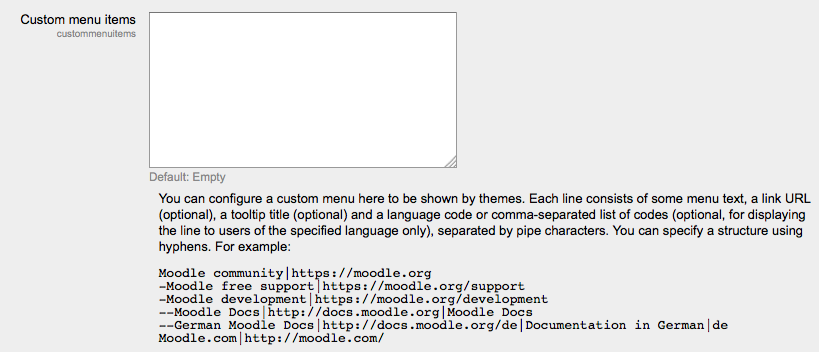 Custom menu items
custommenuitems
Default: Empty
You can configure a custom menu here to be shown by themes. Each line consists of some menu text, a link URL
(optional), a tooltip title (optional) and a language code or comma-separated list of codes (optional, for displaying
the line to users of the specified language only), separated by pipe characters. You can specify a structure using
hyphens. For example:
Moodle community|https://moodle.org
-Moodle free support|https://moodle.org/support
-Moodle development|https://moodle.org/development
--Moodle Docs|http://docs.moodle.org|Moodle Docs
--German Moodle Docs|http://docs.moodle.org/de|Documentation in German|de
Moodle.com|http://moodle.com/